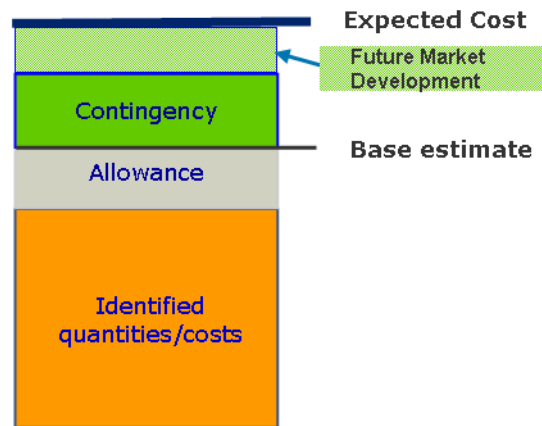 Expected Cost
Future Market
Development
Contingency
Base estimate
Allowance
Identified
quantities/costs